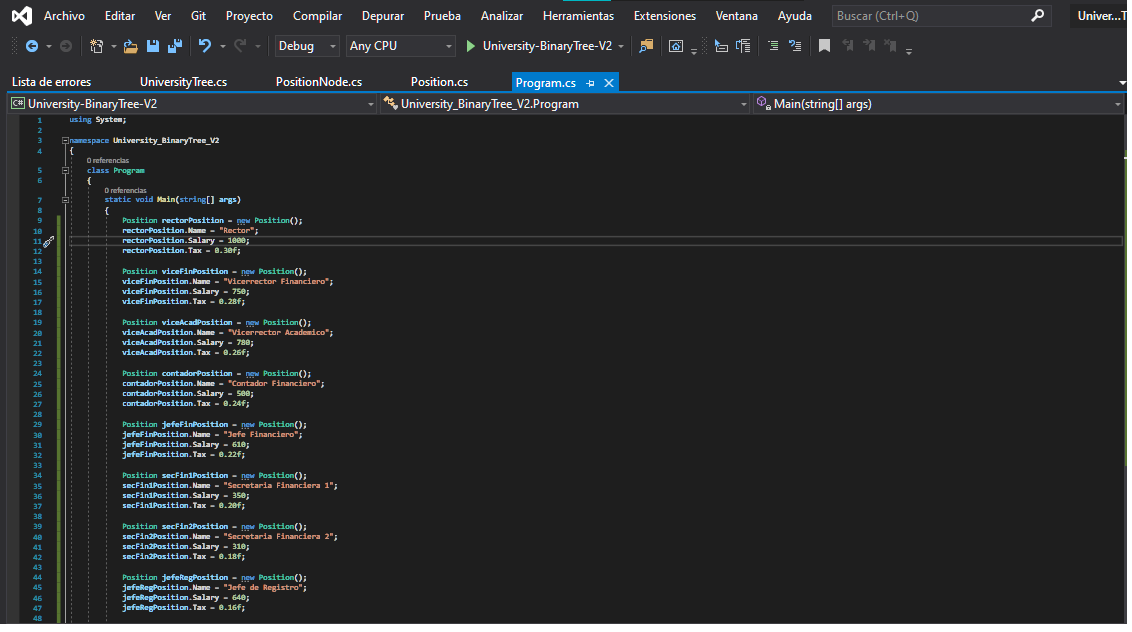 Archivo Editar Ver Git Proyecto Compilar Depurar Prueba Analizar Herramientas Extensiones Ventana Ayuda Buscar (Ctrl+Q) Univer...T
Debug Any CPU University-BinaryTree-V2
Lista de errores UniversityTree.cs PositionNode.cs Position.cs Program.cs
C# University-BinaryTree-V2 University_BinaryTree_V2.Program Main(string[] args)
1 using System;
2
3 namespace University_BinaryTree_V2
4 {
0 referencias
5 class Program
6 {
0 referencias
7 static void Main(string[] args)
8 {
9 Position rectorPosition = new Position();
10 rectorPosition.Name = "Rector";
11 rectorPosition.Salary = 1000;
12 rectorPosition.Tax = 0.30f;
13
14 Position viceFinPosition = new Position();
15 viceFinPosition.Name = "Vicerrector Financiero";
16 viceFinPosition.Salary = 750;
17 viceFinPosition.Tax = 0.28f;
18
19 Position viceAcadPosition = new Position();
20 viceAcadPosition.Name = "Vicerrector Academico";
21 viceAcadPosition.Salary = 780;
22 viceAcadPosition.Tax = 0.26f;
23
24 Position contadorPosition = new Position();
25 contadorPosition.Name = "Contador Financiero";
26 contadorPosition.Salary = 500;
27 contadorPosition.Tax = 0.24f;
28
29 Position jefeFinPosition = new Position();
30 jefeFinPosition.Name = "Jefe Financiero";
31 jefeFinPosition.Salary = 610;
32 jefeFinPosition.Tax = 0.22f;
33
34 Position secFin1Position = new Position();
35 secFin1Position.Name = "Secretaria Financiera 1";
36 secFin1Position.Salary = 350;
37 secFin1Position.Tax = 0.20f;
38
39 Position secFin2Position = new Position();
40 secFin2Position.Name = "Secretaria Financiera 2";
41 secFin2Position.Salary = 310;
42 secFin2Position.Tax = 0.18f;
43
44 Position jefeRegPosition = new Position();
45 jefeRegPosition.Name = "Jefe de Registro";
46 jefeRegPosition.Salary = 640;
47 jefeRegPosition.Tax = 0.16f;
48